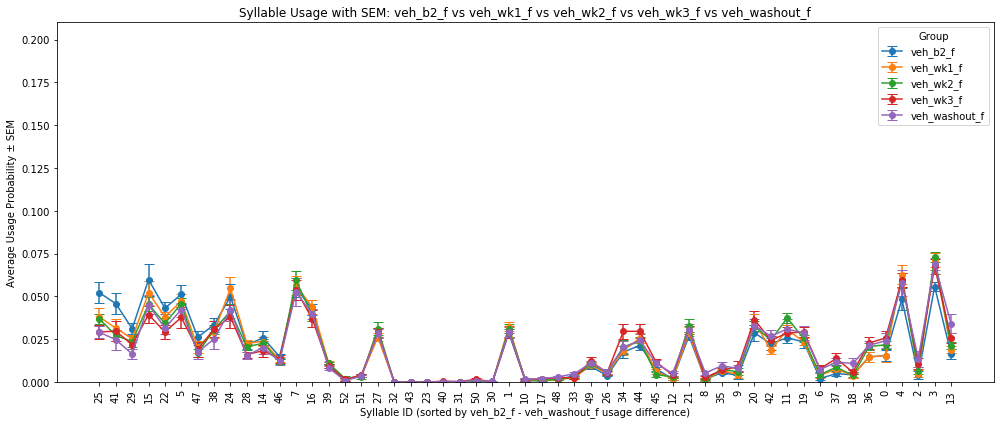 Syllable Usage with SEM: veh_b2_f vs veh_wk1_f vs veh_wk2_f vs veh_wk3_f vs veh_washout_f
Group
veh_b2_f
veh_wk1_f
veh_wk2_f
veh_wk3_f
veh_washout_f
Average Usage Probability ± SEM
0.200
0.175
0.150
0.125
0.100
0.075
0.050
0.025
0.000
25 41 29 15 22 5 47 38 24 28 14 46 7 16 39 52 51 27 32 43 23 40 31 50 30 1 10 17 48 33 49 26 34 44 45 12 21 8 35 9 20 42 11 19 6 37 18 36 0 4 2 3 13
Syllable ID (sorted by veh_b2_f - veh_washout_f usage difference)